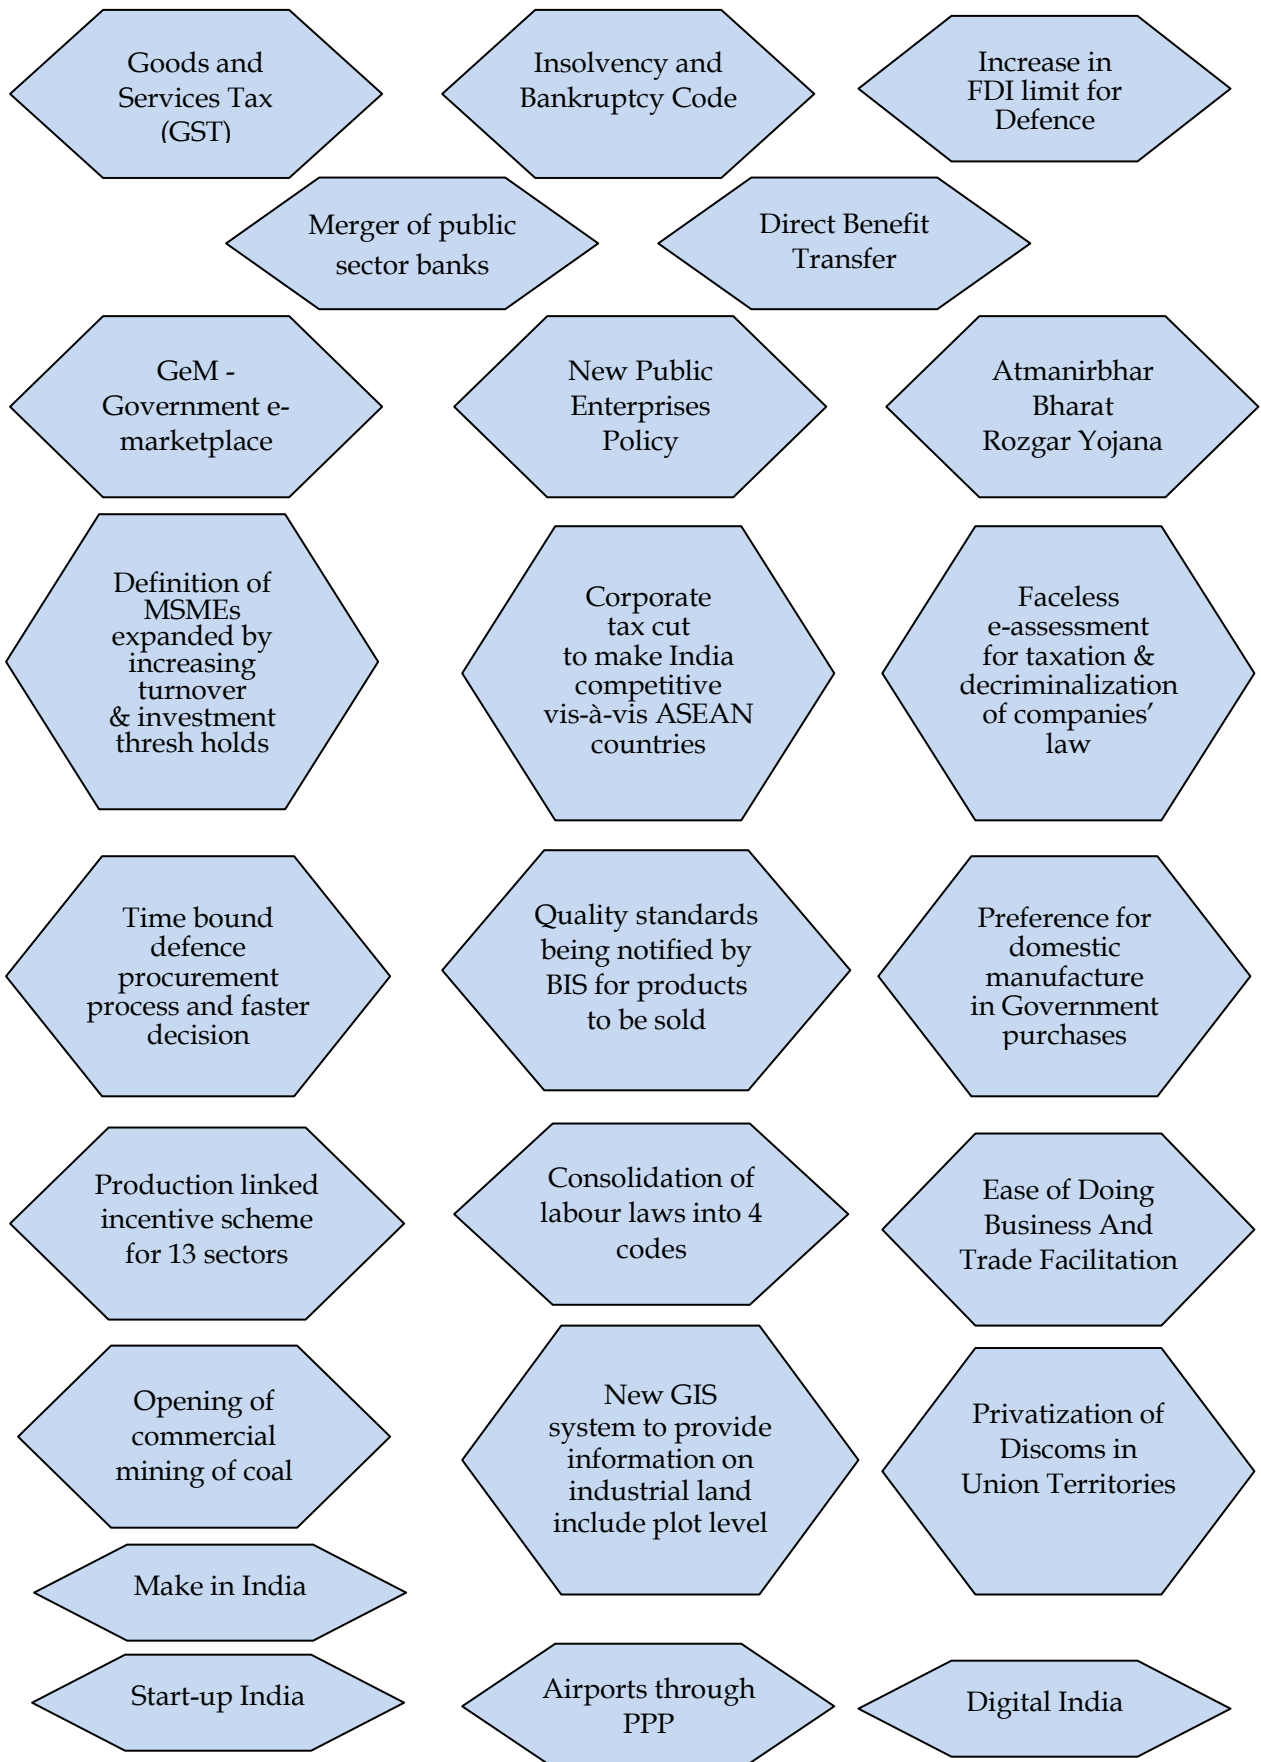 Goods and
Services Tax
(GST)
Insolvency and
Bankruptcy Code
Increase in
FDI limit for
Defence
Merger of public
sector banks
Direct Benefit
Transfer
GeM -
Government e-
marketplace
New Public
Enterprises
Policy
Atmanirbhar
Bharat
Rozgar Yojana
Definition of
MSMEs
expanded by
increasing
turnover
& investment
thresh holds
Corporate
tax cut
to make India
competitive
vis-à-vis ASEAN
countries
Faceless
e-assessment
for taxation &
decriminalization
of companies’
law
Time bound
defence
procurement
process and faster
decision
Quality standards
being notified by
BIS for products
to be sold
Preference for
domestic
manufacture
in Government
purchases
Production linked
incentive scheme
for 13 sectors
Consolidation of
labour laws into 4
codes
Ease of Doing
Business And
Trade Facilitation
Opening of
commercial
mining of coal
New GIS
system to provide
information on
industrial land
include plot level
Privatization of
Discoms in
Union Territories
Make in India
Start-up India
Airports through
PPP
Digital India